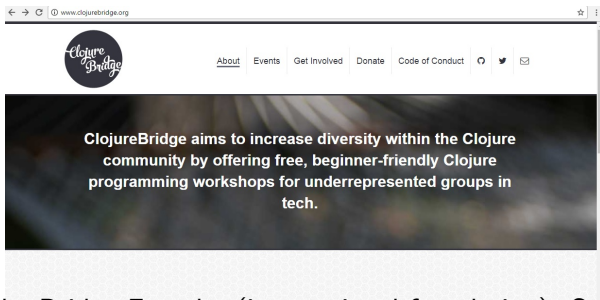 www.clojurebridge.org
Clojure
Bridge
About Events Get Involved Donate Code of Conduct
ClojureBridge aims to increase diversity within the Clojure
community by offering free, beginner-friendly Clojure
programming workshops for underrepresented groups in
tech.